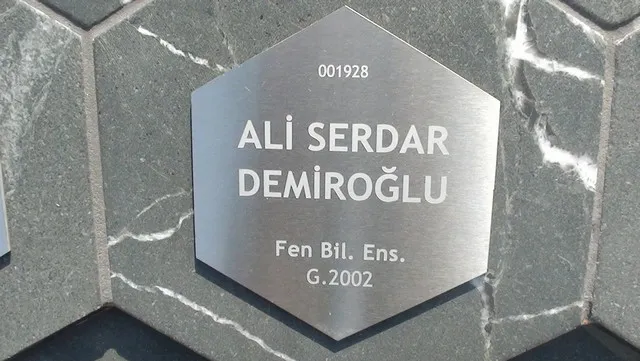 001928
ALİ SERDAR
DEMİROĞLU
Fen Bil. Ens.
G.2002